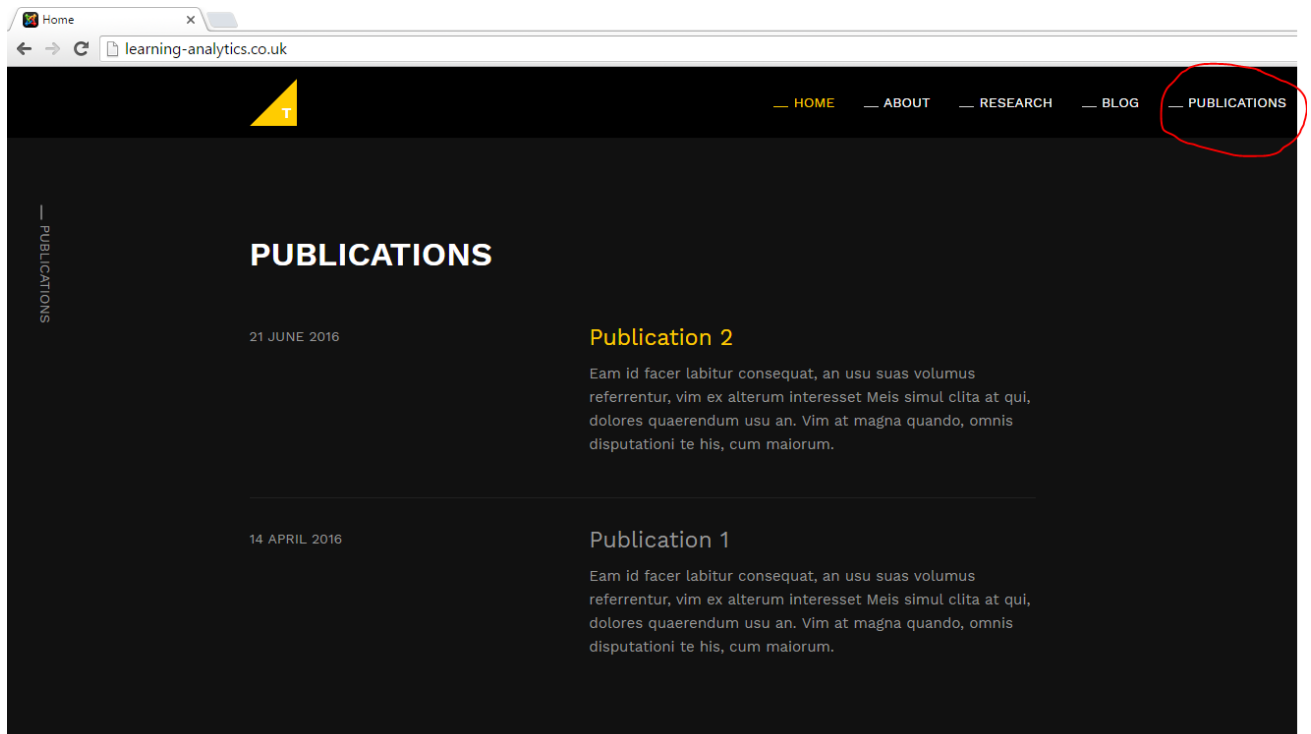 Home
learning-analytics.co.uk
T
HOME ABOUT RESEARCH BLOG PUBLICATIONS
PUBLICATIONS
PUBLICATIONS
21 JUNE 2016
Publication 2
Eam id facer labitur consequat, an usu suas volumus
referrentur, vim ex alterum interesset Meis simul clita at qui,
dolores quaerendum usu an. Vim at magna quando, omnis
disputationi te his, cum maiorum.
14 APRIL 2016
Publication 1
Eam id facer labitur consequat, an usu suas volumus
referrentur, vim ex alterum interesset Meis simul clita at qui,
dolores quaerendum usu an. Vim at magna quando, omnis
disputationi te his, cum maiorum.